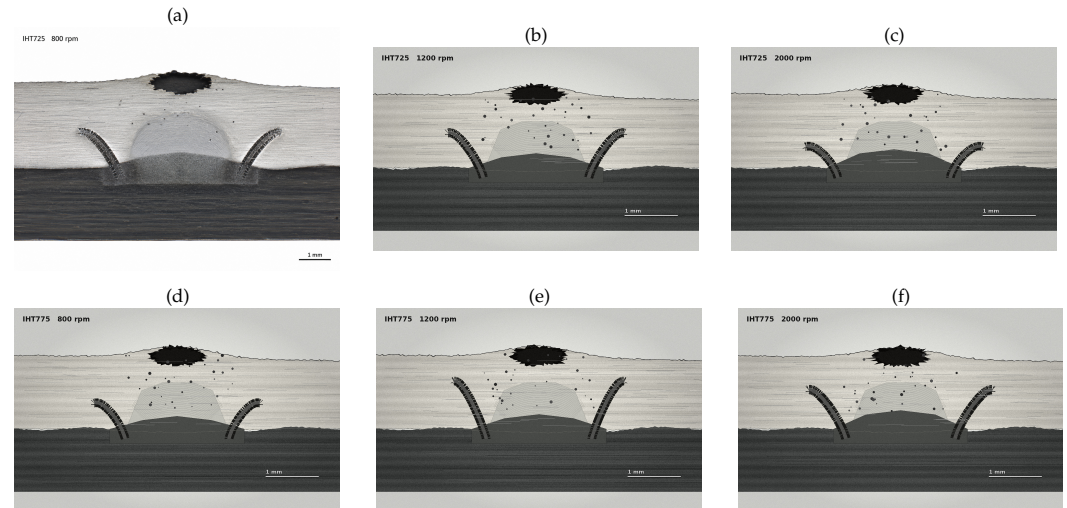 (a)
IHT725 800 rpm
1 mm
(b)
IHT725 1200 rpm
1 mm
(c)
IHT725 2000 rpm
1 mm
(d)
IHT775 800 rpm
1 mm
(e)
IHT775 1200 rpm
1 mm
(f)
IHT775 2000 rpm
1 mm